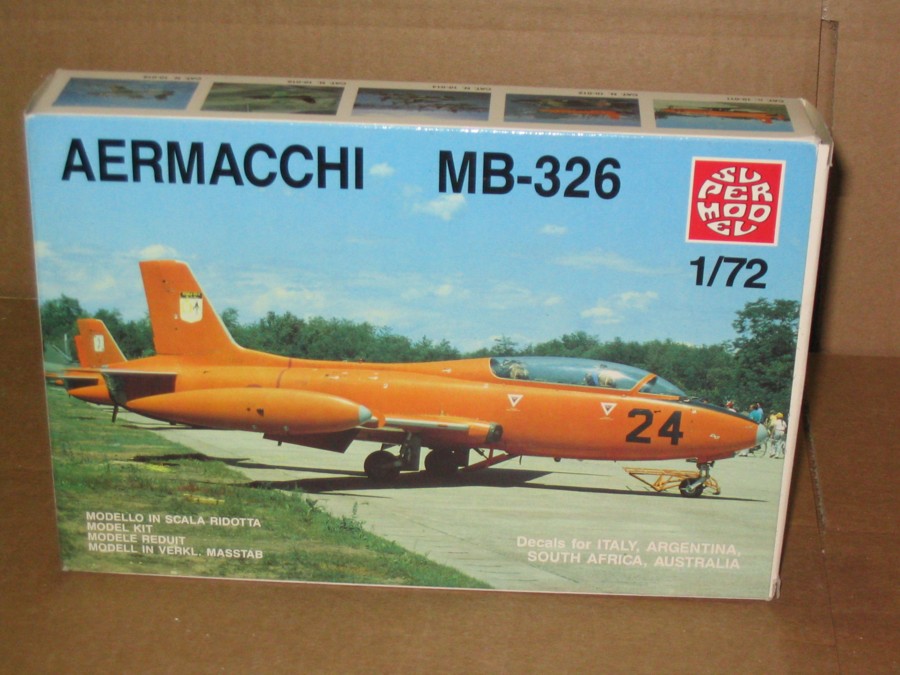 AERMACCHI MB-326
SU
PER
MOD
EL
1/72
24
MODELLO IN SCALA RIDOTTA
MODEL KIT
MODELE REDUIT
MODELL IN VERKL. MASSTAB
Decals for ITALY, ARGENTINA,
SOUTH AFRICA, AUSTRALIA